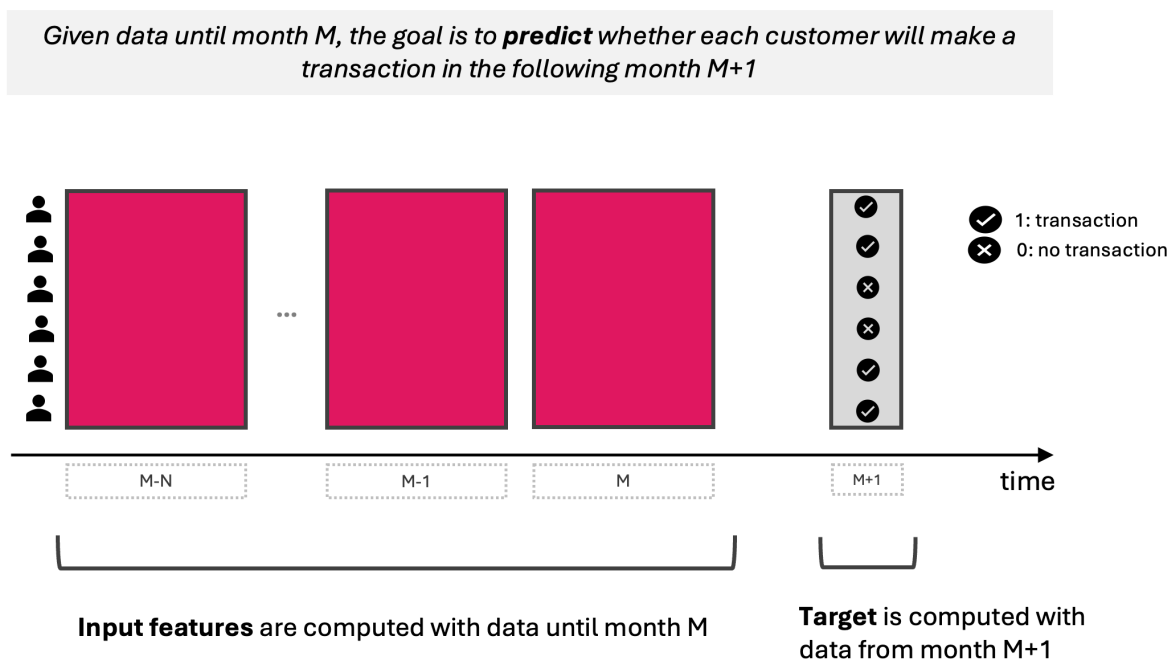 Given data until month M, the goal is to predict whether each customer will make a
transaction in the following month M+1
1: transaction
0: no transaction
...
M-N
M-1
M
M+1
time
Input features are computed with data until month M
Target is computed with
data from month M+1